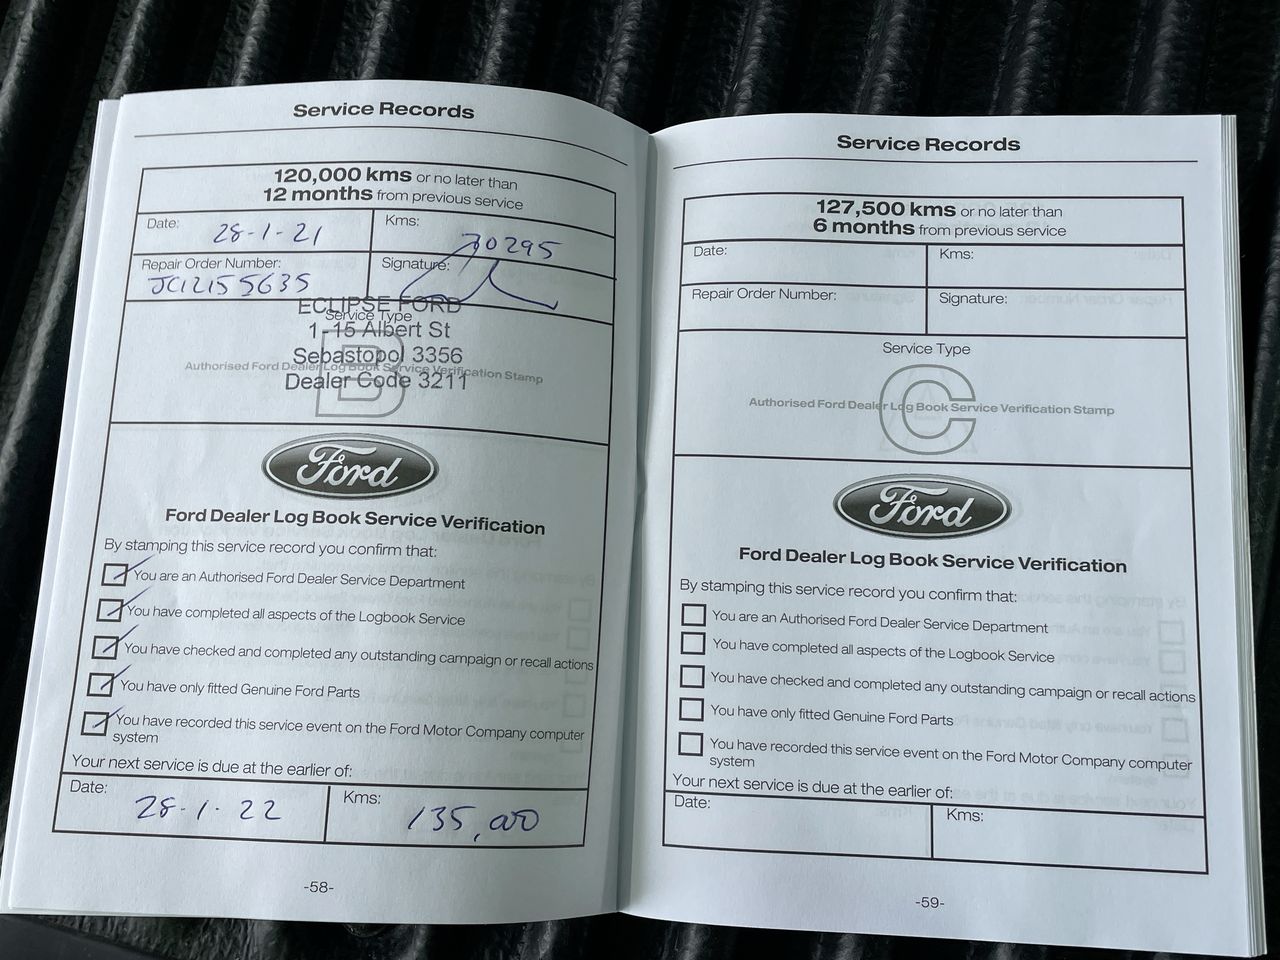 Service Records
120,000 kms or no later than
12 months from previous service
Date: 28-1-21
Kms: 70295
Repair Order Number:
Signature:
ECLIPSE FORD
Service Type
1-15 Albert St
Sebastopol 3356
Authorised Ford Dealer Log Book Service Verification Stamp
Dealer Code 3211
B
Ford
Ford Dealer Log Book Service Verification
By stamping this service record you confirm that:
You are an Authorised Ford Dealer Service Department
You have completed all aspects of the Logbook Service
You have checked and completed any outstanding campaign or recall actions
You have only fitted Genuine Ford Parts
You have recorded this service event on the Ford Motor Company computer
system
Your next service is due at the earlier of:
Date: 28-1-22
Kms: 135,000
-58-
Service Records
127,500 kms or no later than
6 months from previous service
Date:
Kms:
Repair Order Number:
Signature:
Service Type
C
Authorised Ford Dealer Log Book Service Verification Stamp
Ford
Ford Dealer Log Book Service Verification
By stamping this service record you confirm that:
You are an Authorised Ford Dealer Service Department
You have completed all aspects of the Logbook Service
You have checked and completed any outstanding campaign or recall actions
You have only fitted Genuine Ford Parts
You have recorded this service event on the Ford Motor Company computer
system
Your next service is due at the earlier of:
Date:
Kms:
-59-